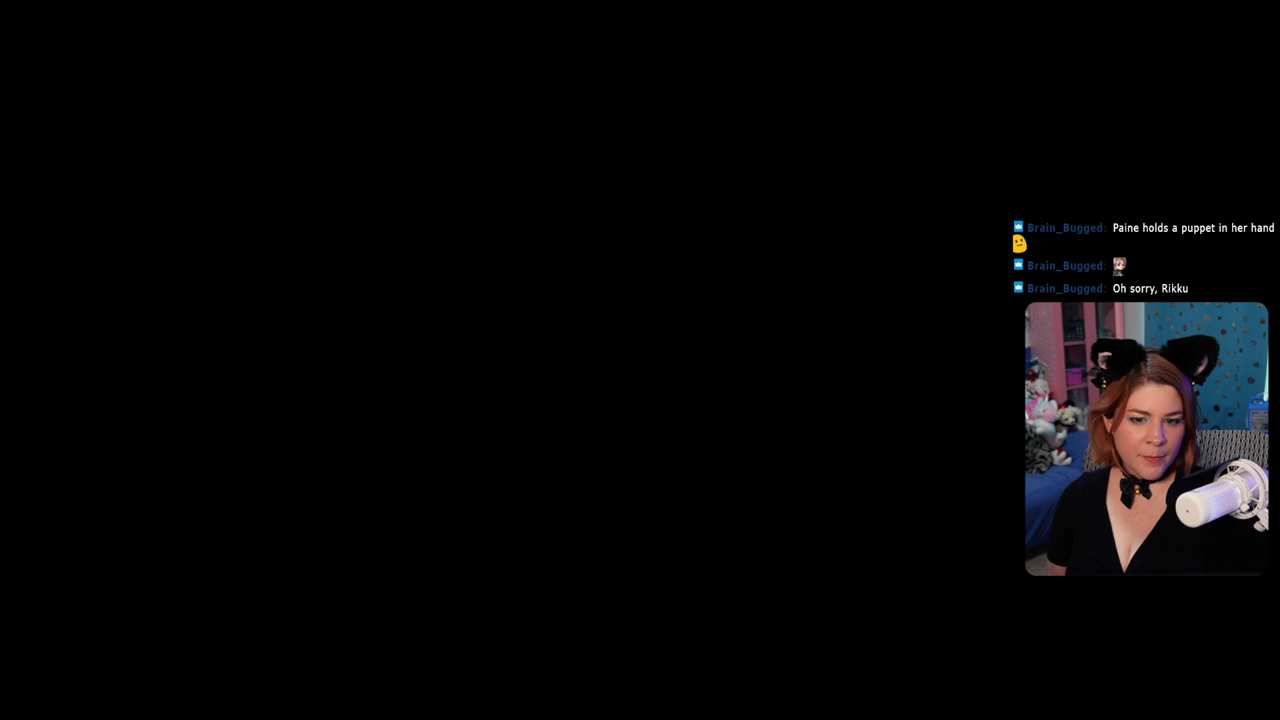 Brain_Bugged: Paine holds a puppet in her hand
Brain_Bugged:
Brain_Bugged: Oh sorry, Rikku